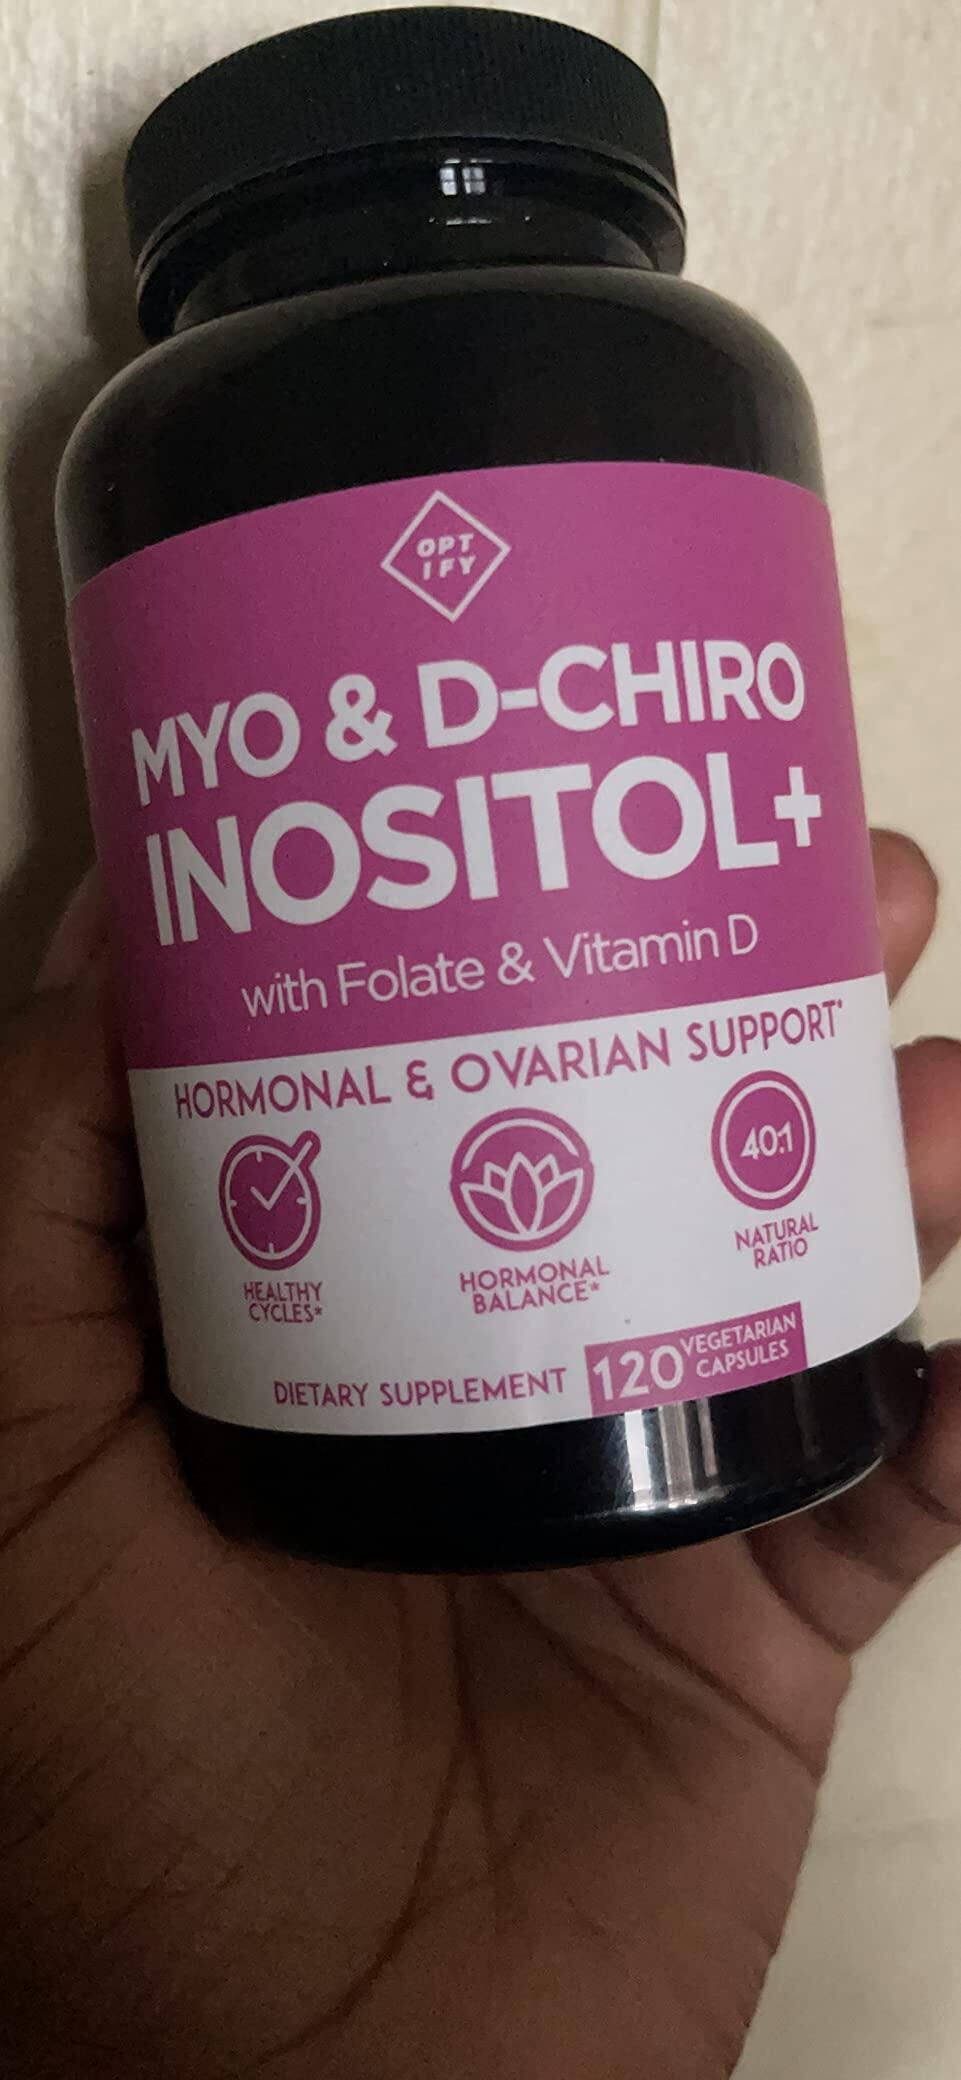 OPT
IFY
MYO & D-CHIRO
INOSITOL+
with Folate & Vitamin D
HORMONAL & OVARIAN SUPPORT*
HEALTHY
CYCLES*
HORMONAL
BALANCE*
40:1
NATURAL
RATIO
DIETARY SUPPLEMENT 120 VEGETARIAN
CAPSULES